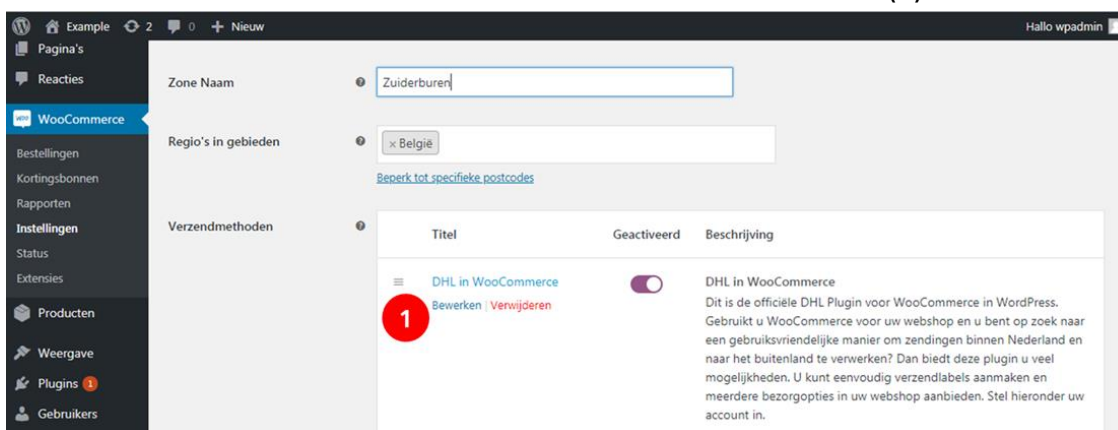 Example 2 0 Nieuw Hallo wpadmin
Pagina's
Reacties
WooCommerce
Bestellingen
Kortingsbonnen
Rapporten
Instellingen
Status
Extensies
Producten
Weergave
Plugins 1
Gebruikers
Zone Naam
Zuiderburen
Regio's in gebieden
× België
Beperk tot specifieke postcodes
Verzendmethoden
Titel Geactiveerd Beschrijving
DHL in WooCommerce
Bewerken | Verwijderen
1
DHL in WooCommerce
Dit is de officiële DHL Plugin voor WooCommerce in WordPress.
Gebruikt u WooCommerce voor uw webshop en u bent op zoek naar
een gebruiksvriendelijke manier om zendingen binnen Nederland en
naar het buitenland te verwerken? Dan biedt deze plugin u veel
mogelijkheden. U kunt eenvoudig verzendlabels aanmaken en
meerdere bezorgopties in uw webshop aanbieden. Stel hieronder uw
account in.